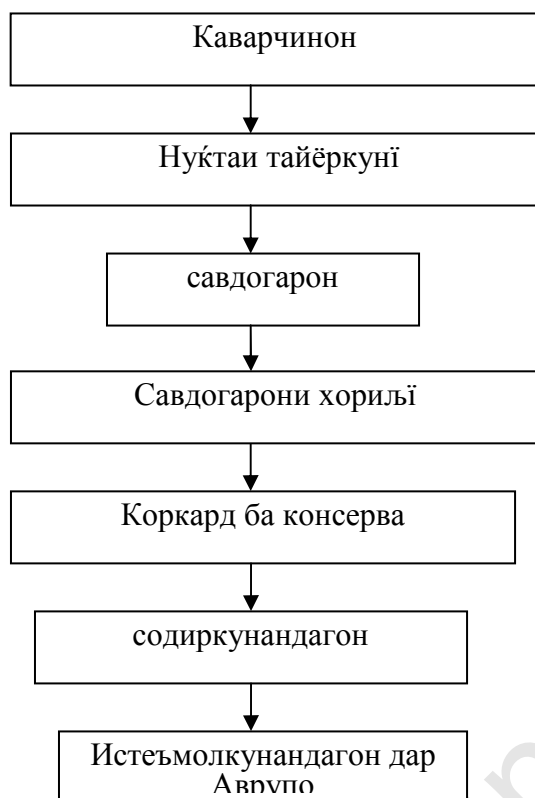 Каварчинон
Нуќтаи тайёркунї
савдогарон
Савдогарони хориљї
Коркард ба консерва
содиркунандагон
Истеъмолкунандагон дар
Аврупо